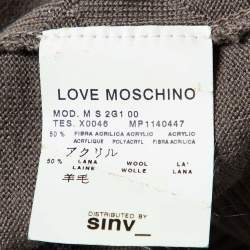 LOVE MOSCHINO
MOD. M S 2G1 00
TES. X0046 MP1140447
50 % FIBRA ACRILICA ACRYLIC ACRYLIC
ACRYLIQUE POLYACRYL FIBRA ACRÍLICA
アクリル
50 % LANA WOOL LA'
LAINE WOLLE LANA
羊毛
DISTRIBUTED BY
sinv_